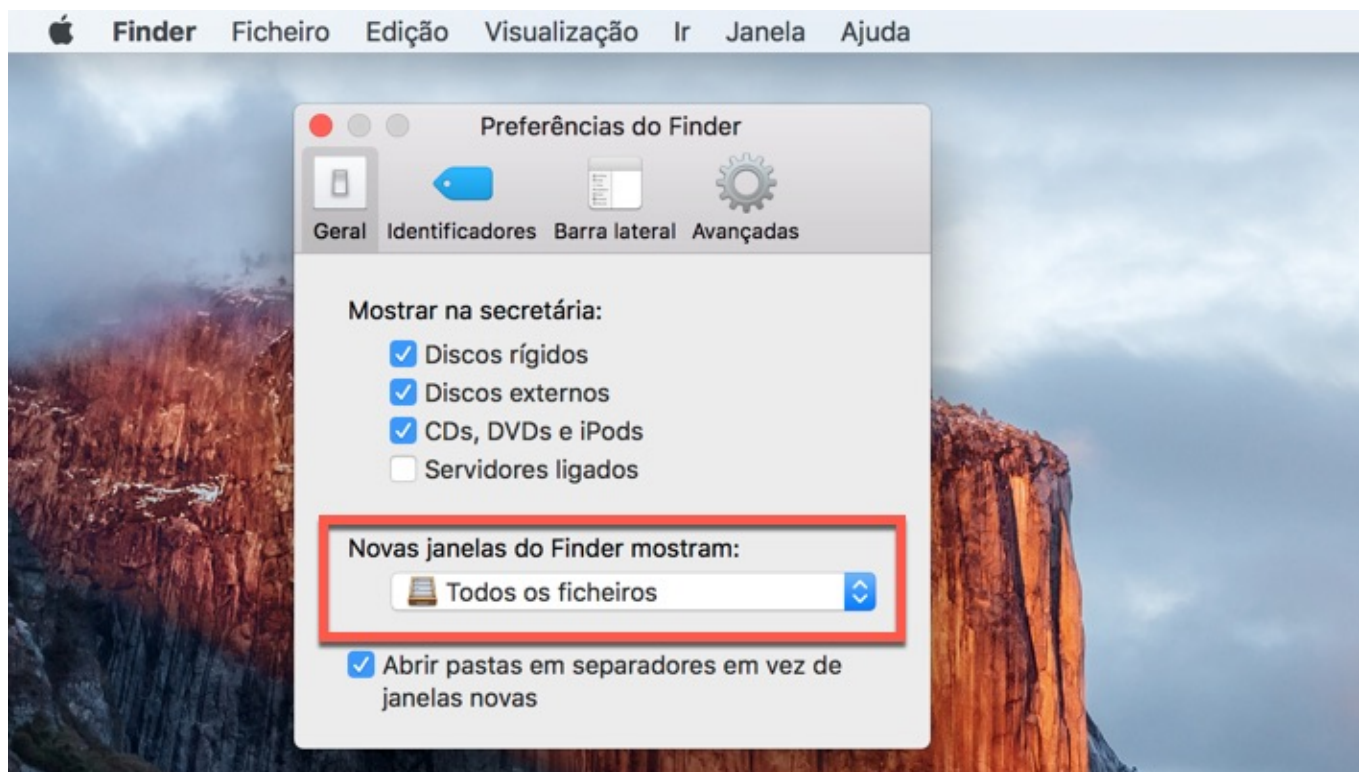 Finder Ficheiro Edição Visualização Ir Janela Ajuda
Preferências do Finder
Geral Identificadores Barra lateral Avançadas
Mostrar na secretária:
Discos rígidos
Discos externos
CDs, DVDs e iPods
Servidores ligados
Novas janelas do Finder mostram:
Todos os ficheiros
Abrir pastas em separadores em vez de
janelas novas